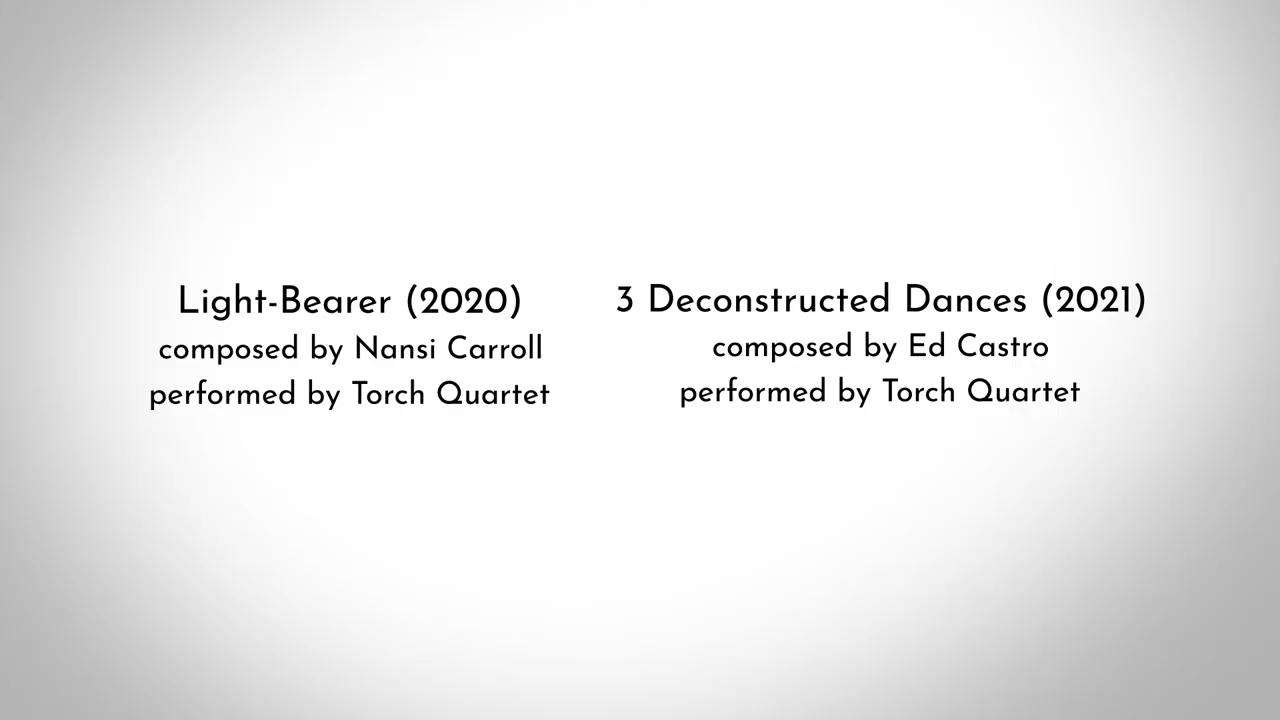 Light-Bearer (2020)
composed by Nansi Carroll
performed by Torch Quartet
3 Deconstructed Dances (2021)
composed by Ed Castro
performed by Torch Quartet